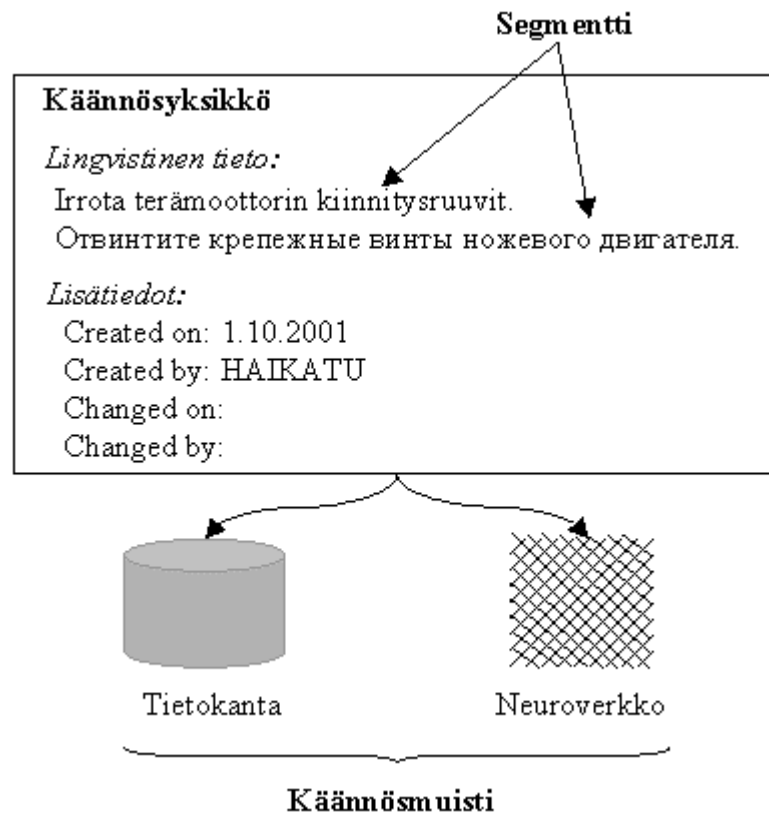 Segmentti
Käännösyksikkö
Lingvistinen tieto:
Irrota terämoottorin kiinnitysruuvit.
Отвинтите крепежные винты ножевого двигателя.
Lisätiedot:
Created on: 1.10.2001
Created by: HAIKATU
Changed on:
Changed by:
Tietokanta
Neuroverkko
Käännösmuisti